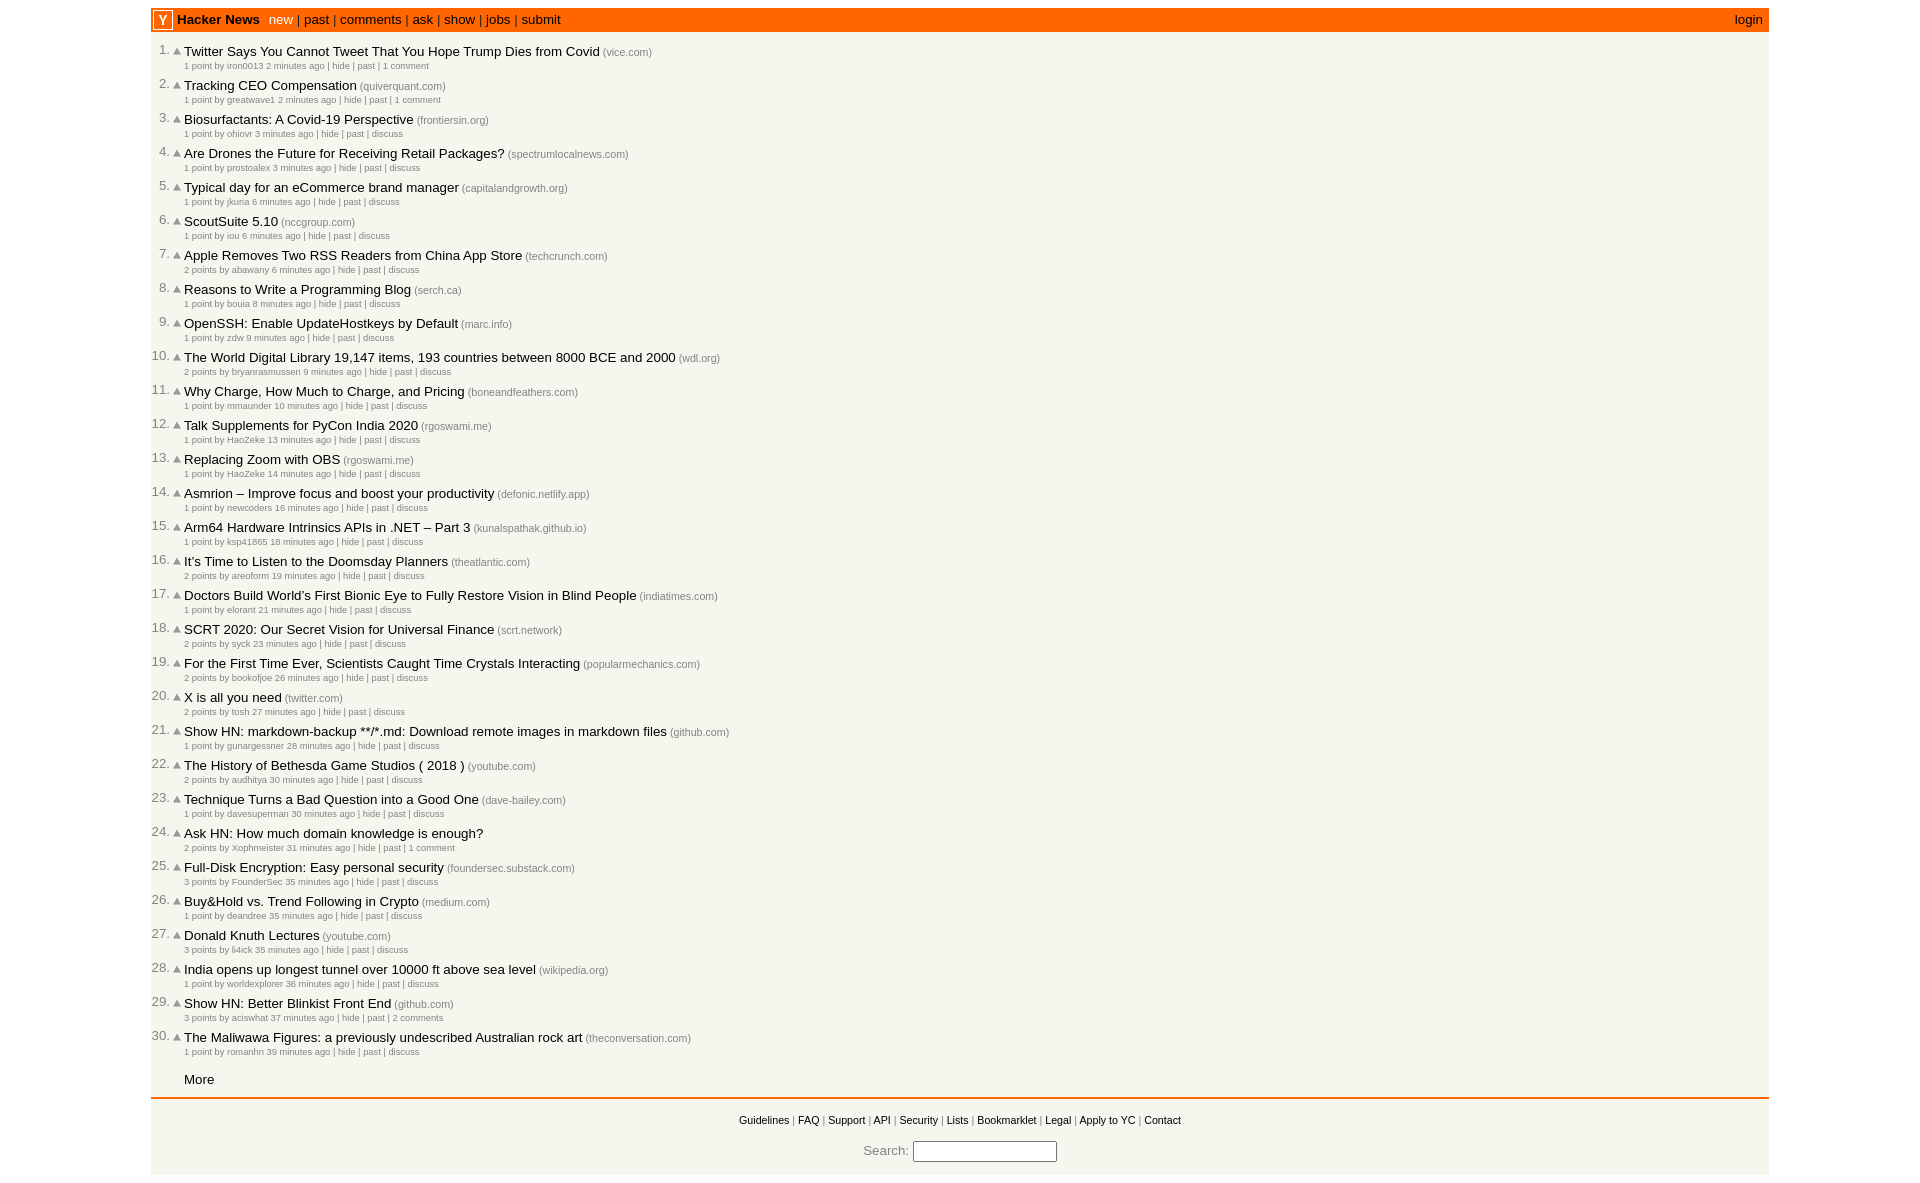 Y Hacker News new | past | comments | ask | show | jobs | submit login
1. Twitter Says You Cannot Tweet That You Hope Trump Dies from Covid (vice.com)
1 point by iron0013 2 minutes ago | hide | past | 1 comment
2. Tracking CEO Compensation (quiverquant.com)
1 point by greatwave1 2 minutes ago | hide | past | 1 comment
3. Biosurfactants: A Covid-19 Perspective (frontiersin.org)
1 point by ohiovr 3 minutes ago | hide | past | discuss
4. Are Drones the Future for Receiving Retail Packages? (spectrumlocalnews.com)
1 point by prostoalex 3 minutes ago | hide | past | discuss
5. Typical day for an eCommerce brand manager (capitalandgrowth.org)
1 point by jkuria 6 minutes ago | hide | past | discuss
6. ScoutSuite 5.10 (nccgroup.com)
1 point by iou 6 minutes ago | hide | past | discuss
7. Apple Removes Two RSS Readers from China App Store (techcrunch.com)
2 points by abawany 6 minutes ago | hide | past | discuss
8. Reasons to Write a Programming Blog (serch.ca)
1 point by bouia 8 minutes ago | hide | past | discuss
9. OpenSSH: Enable UpdateHostkeys by Default (marc.info)
1 point by zdw 9 minutes ago | hide | past | discuss
10. The World Digital Library 19,147 items, 193 countries between 8000 BCE and 2000 (wdl.org)
2 points by bryanrasmussen 9 minutes ago | hide | past | discuss
11. Why Charge, How Much to Charge, and Pricing (boneandfeathers.com)
1 point by mmaunder 10 minutes ago | hide | past | discuss
12. Talk Supplements for PyCon India 2020 (rgoswami.me)
1 point by HaoZeke 13 minutes ago | hide | past | discuss
13. Replacing Zoom with OBS (rgoswami.me)
1 point by HaoZeke 14 minutes ago | hide | past | discuss
14. Asmrion – Improve focus and boost your productivity (defonic.netlify.app)
1 point by newcoders 16 minutes ago | hide | past | discuss
15. Arm64 Hardware Intrinsics APIs in .NET – Part 3 (kunalspathak.github.io)
1 point by ksp41865 18 minutes ago | hide | past | discuss
16. It's Time to Listen to the Doomsday Planners (theatlantic.com)
2 points by areoform 19 minutes ago | hide | past | discuss
17. Doctors Build World's First Bionic Eye to Fully Restore Vision in Blind People (indiatimes.com)
1 point by elorant 21 minutes ago | hide | past | discuss
18. SCRT 2020: Our Secret Vision for Universal Finance (scrt.network)
2 points by syck 23 minutes ago | hide | past | discuss
19. For the First Time Ever, Scientists Caught Time Crystals Interacting (popularmechanics.com)
2 points by bookofjoe 26 minutes ago | hide | past | discuss
20. X is all you need (twitter.com)
2 points by tosh 27 minutes ago | hide | past | discuss
21. Show HN: markdown-backup **/*.md: Download remote images in markdown files (github.com)
1 point by gunargessner 28 minutes ago | hide | past | discuss
22. The History of Bethesda Game Studios ( 2018 ) (youtube.com)
2 points by audhitya 30 minutes ago | hide | past | discuss
23. Technique Turns a Bad Question into a Good One (dave-bailey.com)
1 point by davesuperman 30 minutes ago | hide | past | discuss
24. Ask HN: How much domain knowledge is enough?
2 points by Xophmeister 31 minutes ago | hide | past | 1 comment
25. Full-Disk Encryption: Easy personal security (foundersec.substack.com)
3 points by FounderSec 35 minutes ago | hide | past | discuss
26. Buy&Hold vs. Trend Following in Crypto (medium.com)
1 point by deandree 35 minutes ago | hide | past | discuss
27. Donald Knuth Lectures (youtube.com)
3 points by li4ick 35 minutes ago | hide | past | discuss
28. India opens up longest tunnel over 10000 ft above sea level (wikipedia.org)
1 point by worldexplorer 36 minutes ago | hide | past | discuss
29. Show HN: Better Blinkist Front End (github.com)
3 points by aciswhat 37 minutes ago | hide | past | 2 comments
30. The Maliwawa Figures: a previously undescribed Australian rock art (theconversation.com)
1 point by romanhn 39 minutes ago | hide | past | discuss
More
Guidelines | FAQ | Support | API | Security | Lists | Bookmarklet | Legal | Apply to YC | Contact
Search: